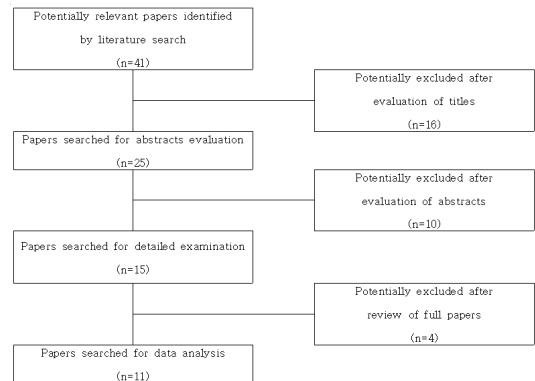 Potentially relevant papers identified
by literature search
(n=41)
Potentially excluded after
evaluation of titles
(n=16)
Papers searched for abstracts evaluation
(n=25)
Potentially excluded after
evaluation of abstracts
(n=10)
Papers searched for detailed examination
(n=15)
Potentially excluded after
review of full papers
(n=4)
Papers searched for data analysis
(n=11)